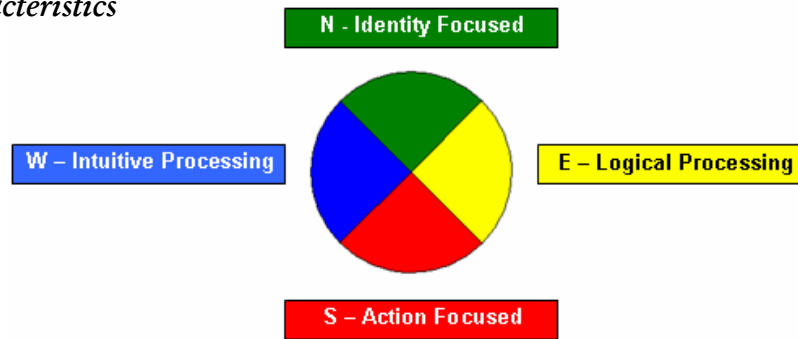 N - Identity Focused
W – Intuitive Processing
E – Logical Processing
S – Action Focused